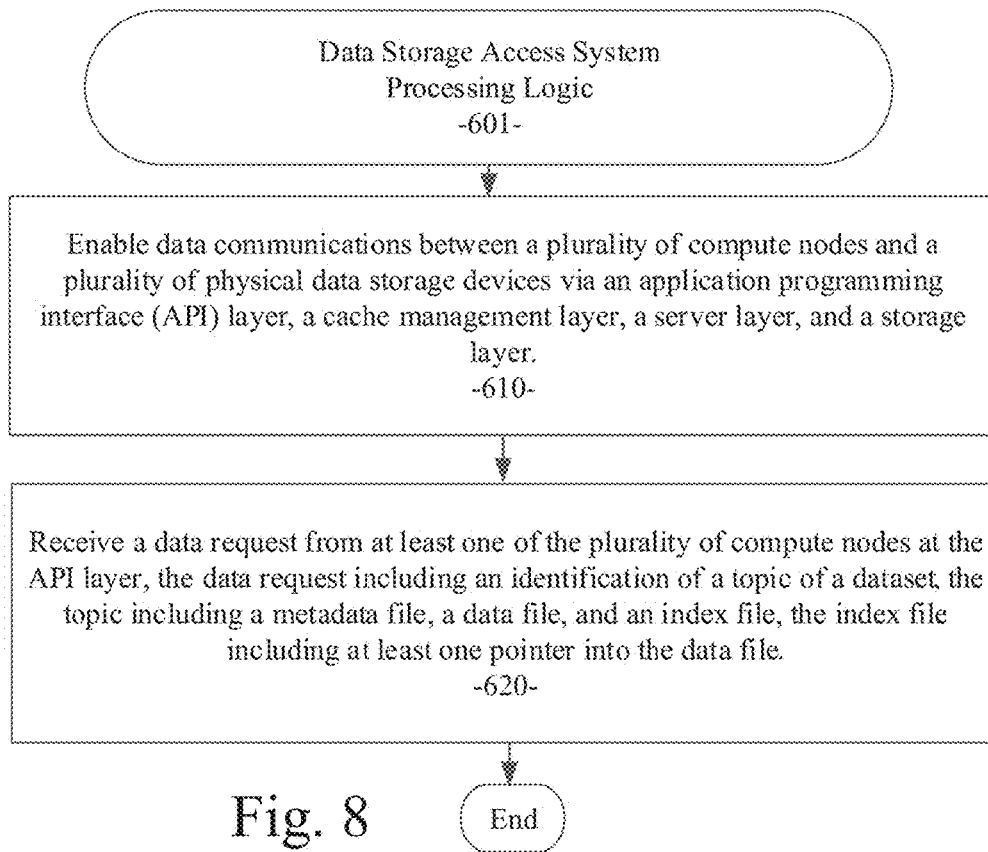 Data Storage Access System
Processing Logic
-601-
Enable data communications between a plurality of compute nodes and a
plurality of physical data storage devices via an application programming
interface (API) layer, a cache management layer, a server layer, and a storage
layer.
-610-
Receive a data request from at least one of the plurality of compute nodes at the
API layer, the data request including an identification of a topic of a dataset, the
topic including a metadata file, a data file, and an index file, the index file
including at least one pointer into the data file.
-620-
Fig. 8
End